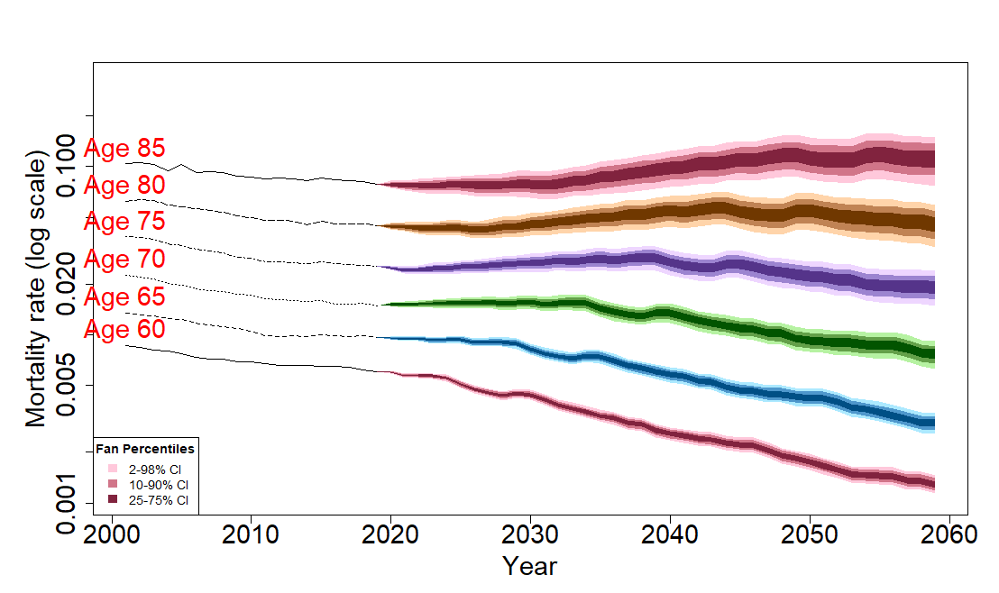 Mortality rate (log scale)
0.100
0.020
0.005
0.001
Age 85
Age 80
Age 75
Age 70
Age 65
Age 60
Fan Percentiles
2-98% CI
10-90% CI
25-75% CI
2000 2010 2020 2030 2040 2050 2060
Year